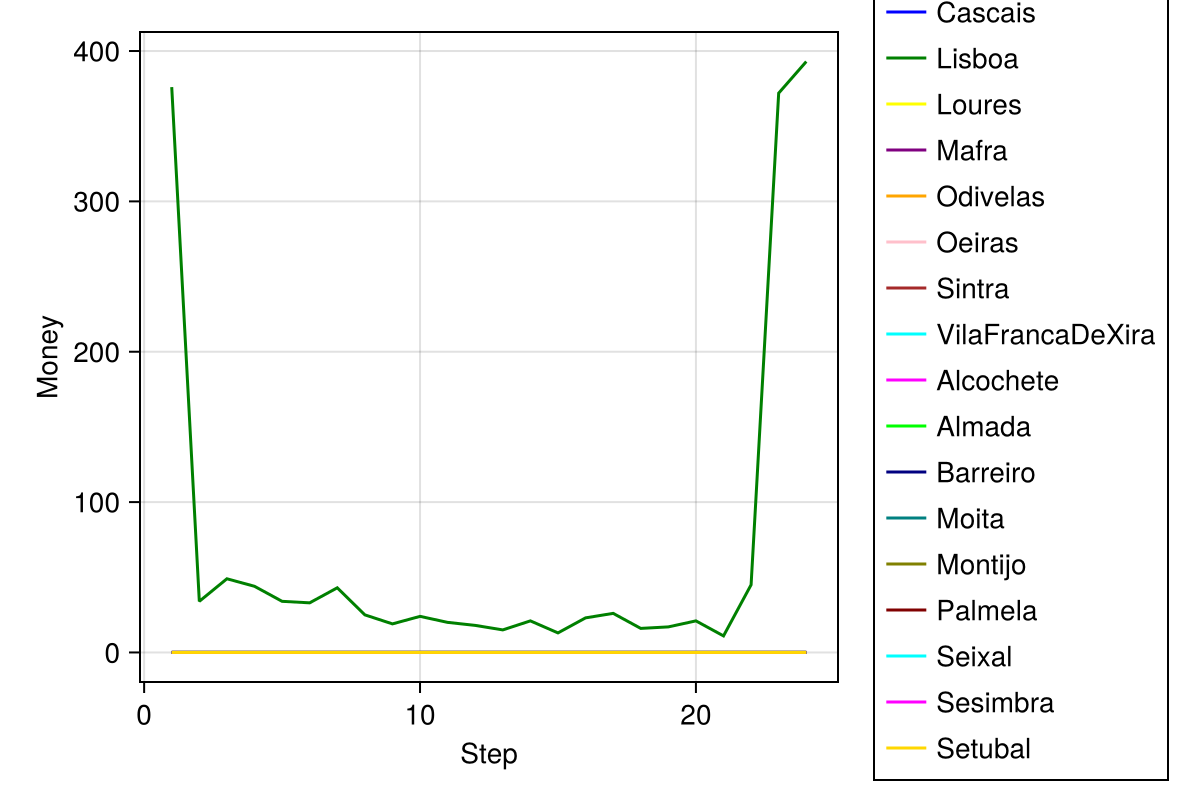 400
300
200
100
0
Money
0 10 20
Step
Cascais
Lisboa
Loures
Mafra
Odivelas
Oeiras
Sintra
VilaFrancaDeXira
Alcochete
Almada
Barreiro
Moita
Montijo
Palmela
Seixal
Sesimbra
Setubal